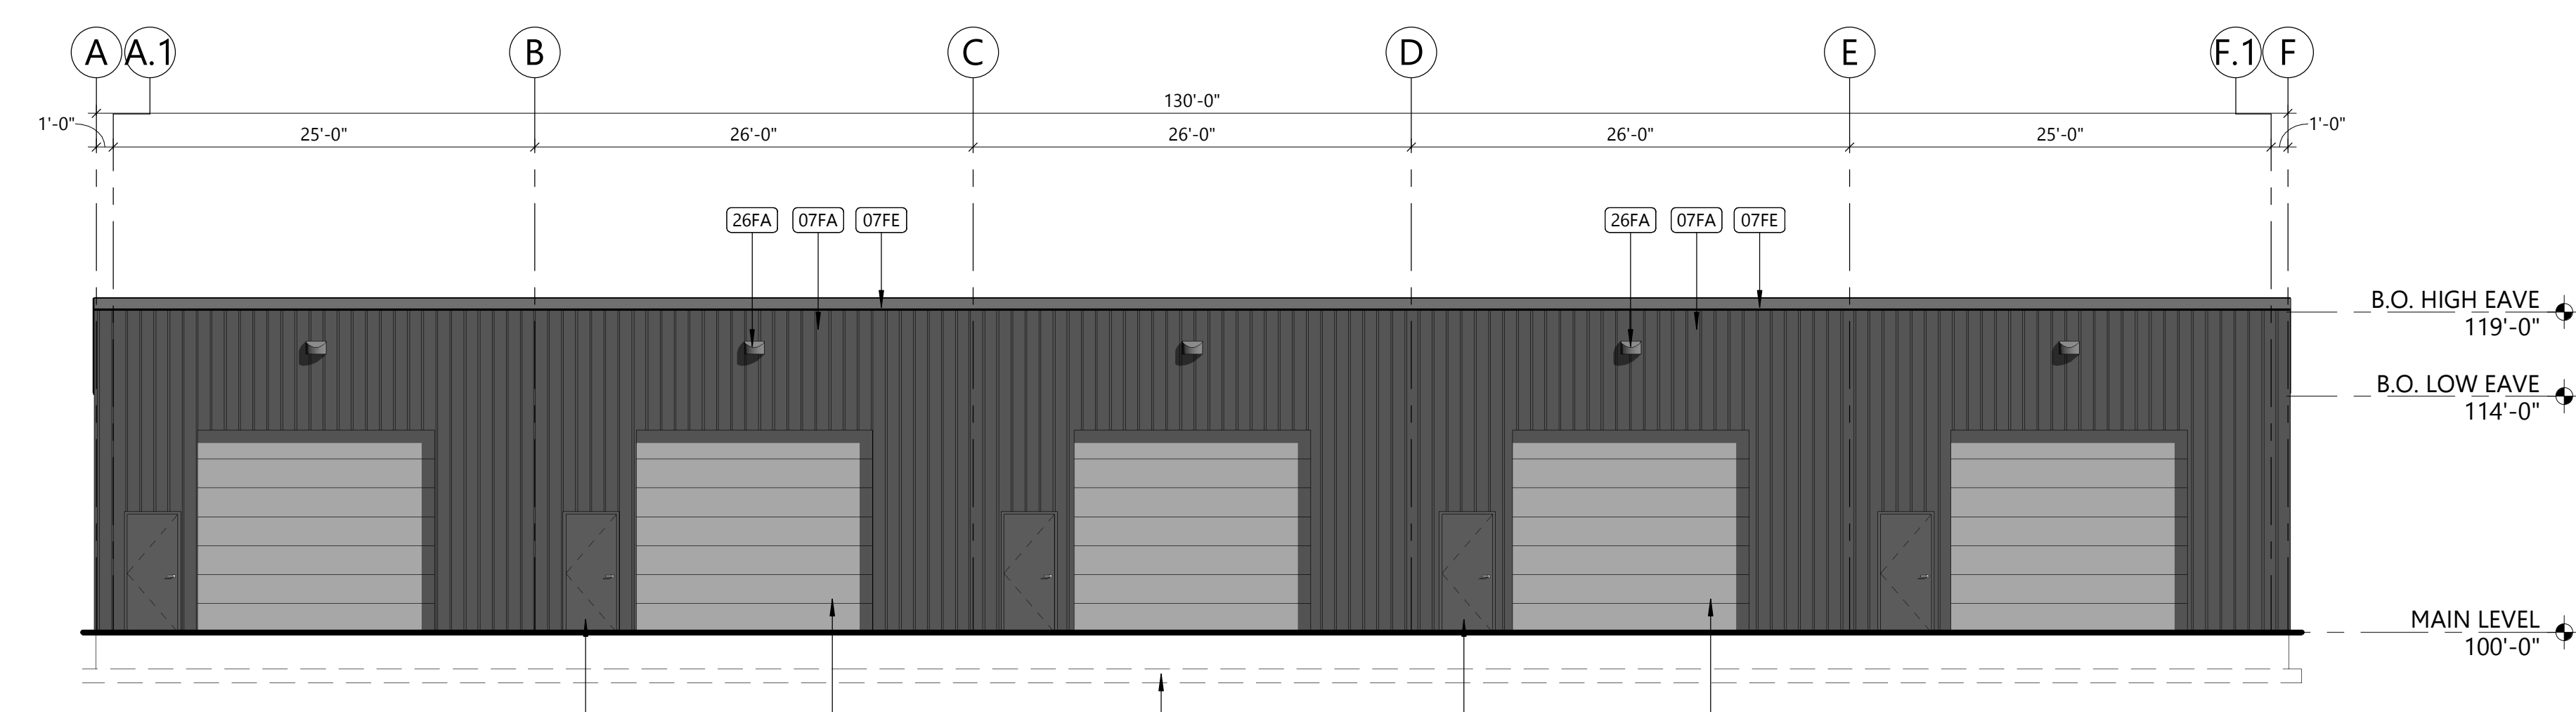 A A.1 B C D E F.1 F
130'-0"
1'-0" 25'-0" 26'-0" 26'-0" 26'-0" 25'-0" 1'-0"
26FA 07FA 07FE 26FA 07FA 07FE
B.O. HIGH EAVE
119'-0"
B.O. LOW EAVE
114'-0"
MAIN LEVEL
100'-0"